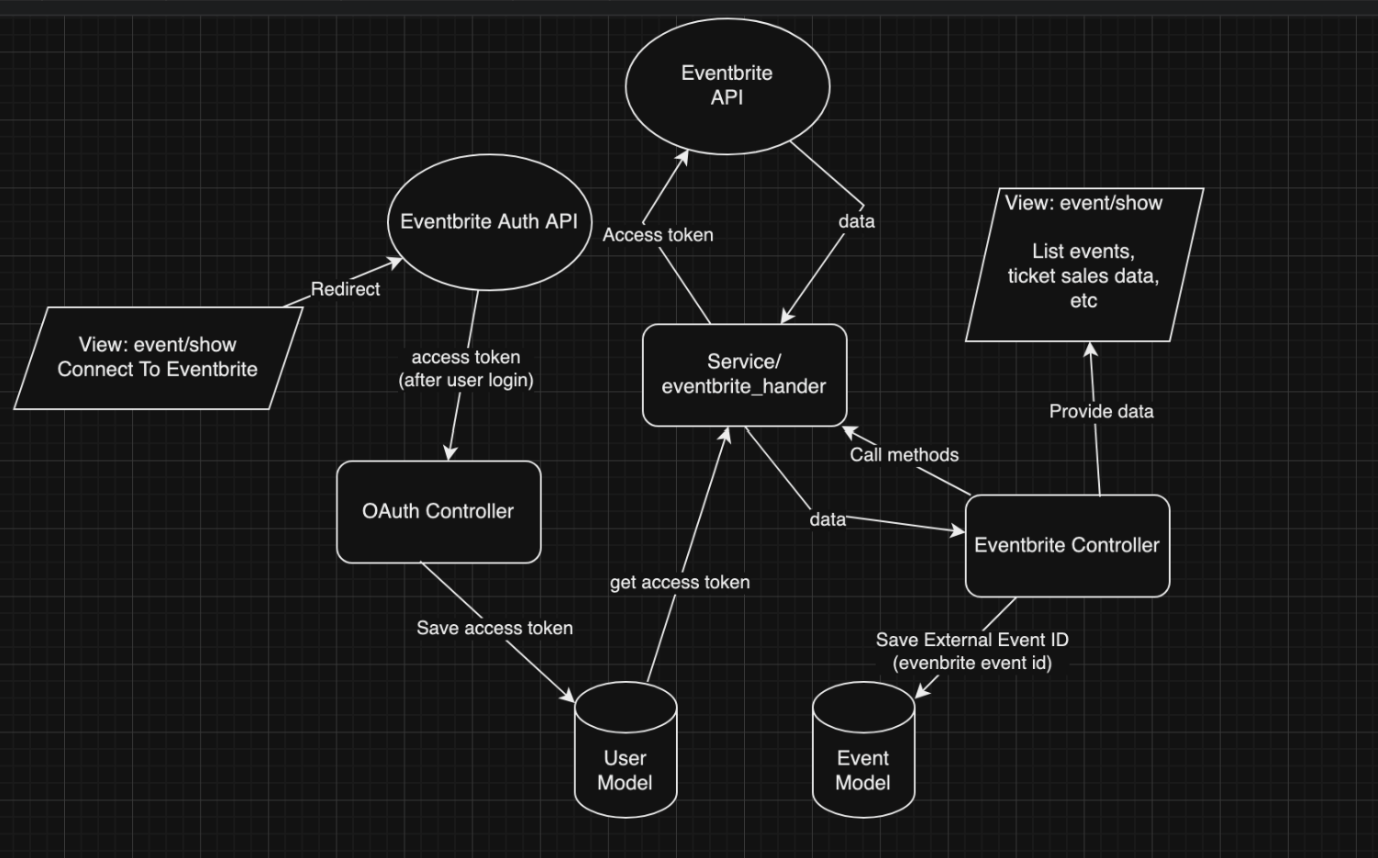 Eventbrite
API
Eventbrite Auth API
Access token
data
View: event/show
List events,
ticket sales data,
etc
Redirect
View: event/show
Connect To Eventbrite
access token
(after user login)
Service/
eventbrite_hander
Provide data
Call methods
OAuth Controller
data
Eventbrite Controller
get access token
Save access token
Save External Event ID
(evenbrite event id)
User
Model
Event
Model